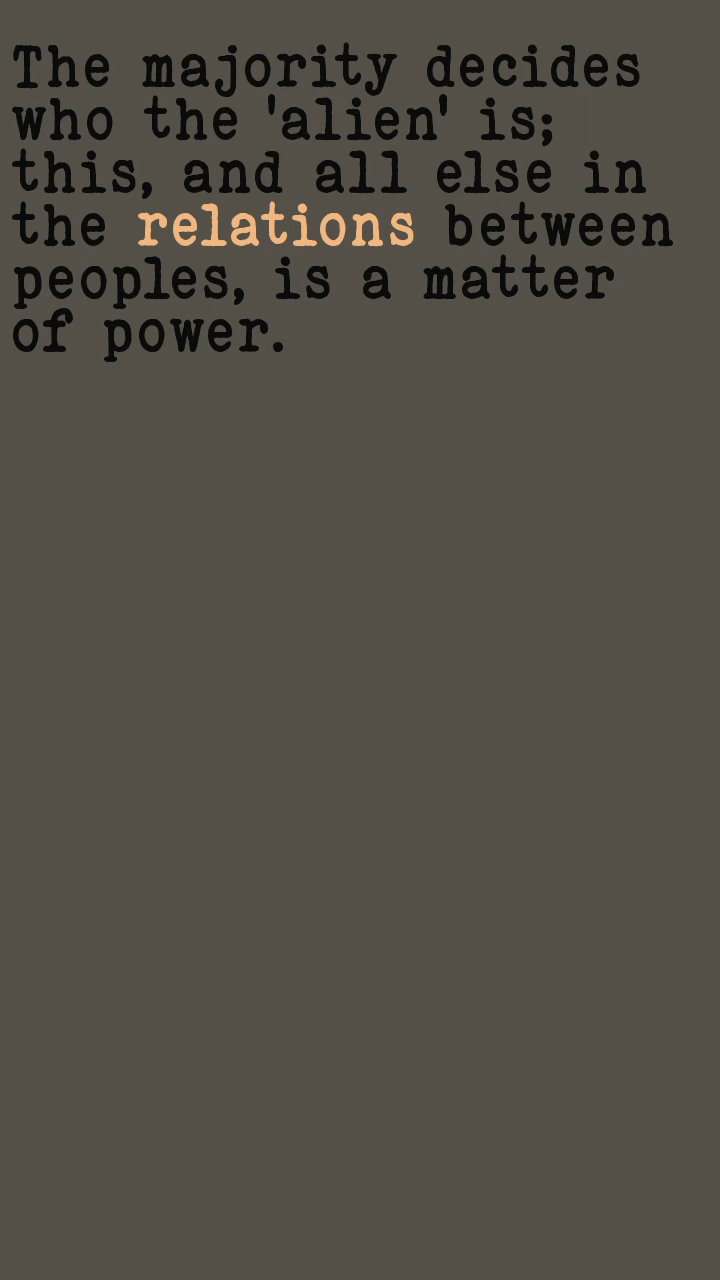 The majority decides
who the 'alien' is;
this, and all else in
the relations between
peoples, is a matter
of power.